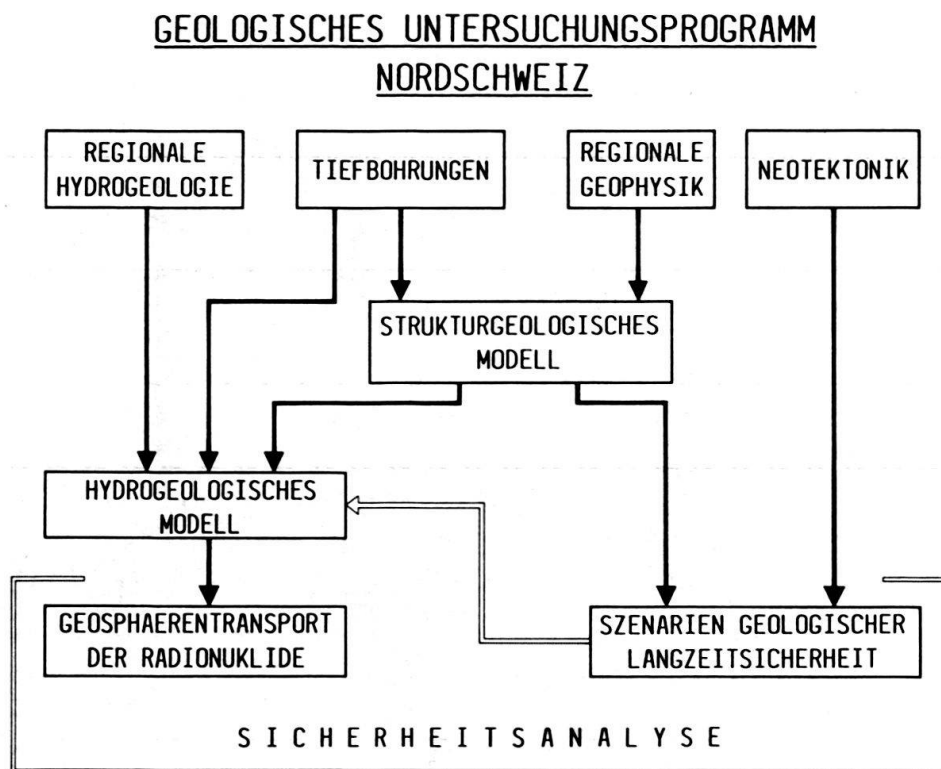 GEOLOGISCHES UNTERSUCHUNGSPROGRAMM
NORDSCHWEIZ
REGIONALE
HYDROGEOLOGIE
TIEFBOHRUNGEN
REGIONALE
GEOPHYSIK
NEOTEKTONIK
STRUKTURGEOLOGISCHES
MODELL
HYDROGEOLOGISCHES
MODELL
GEOSPHAERENTRANSPORT
DER RADIONUKLIDE
SZENARIEN GEOLOGISCHER
LANGZEITSICHERHEIT
SICHERHEITSANALYSE